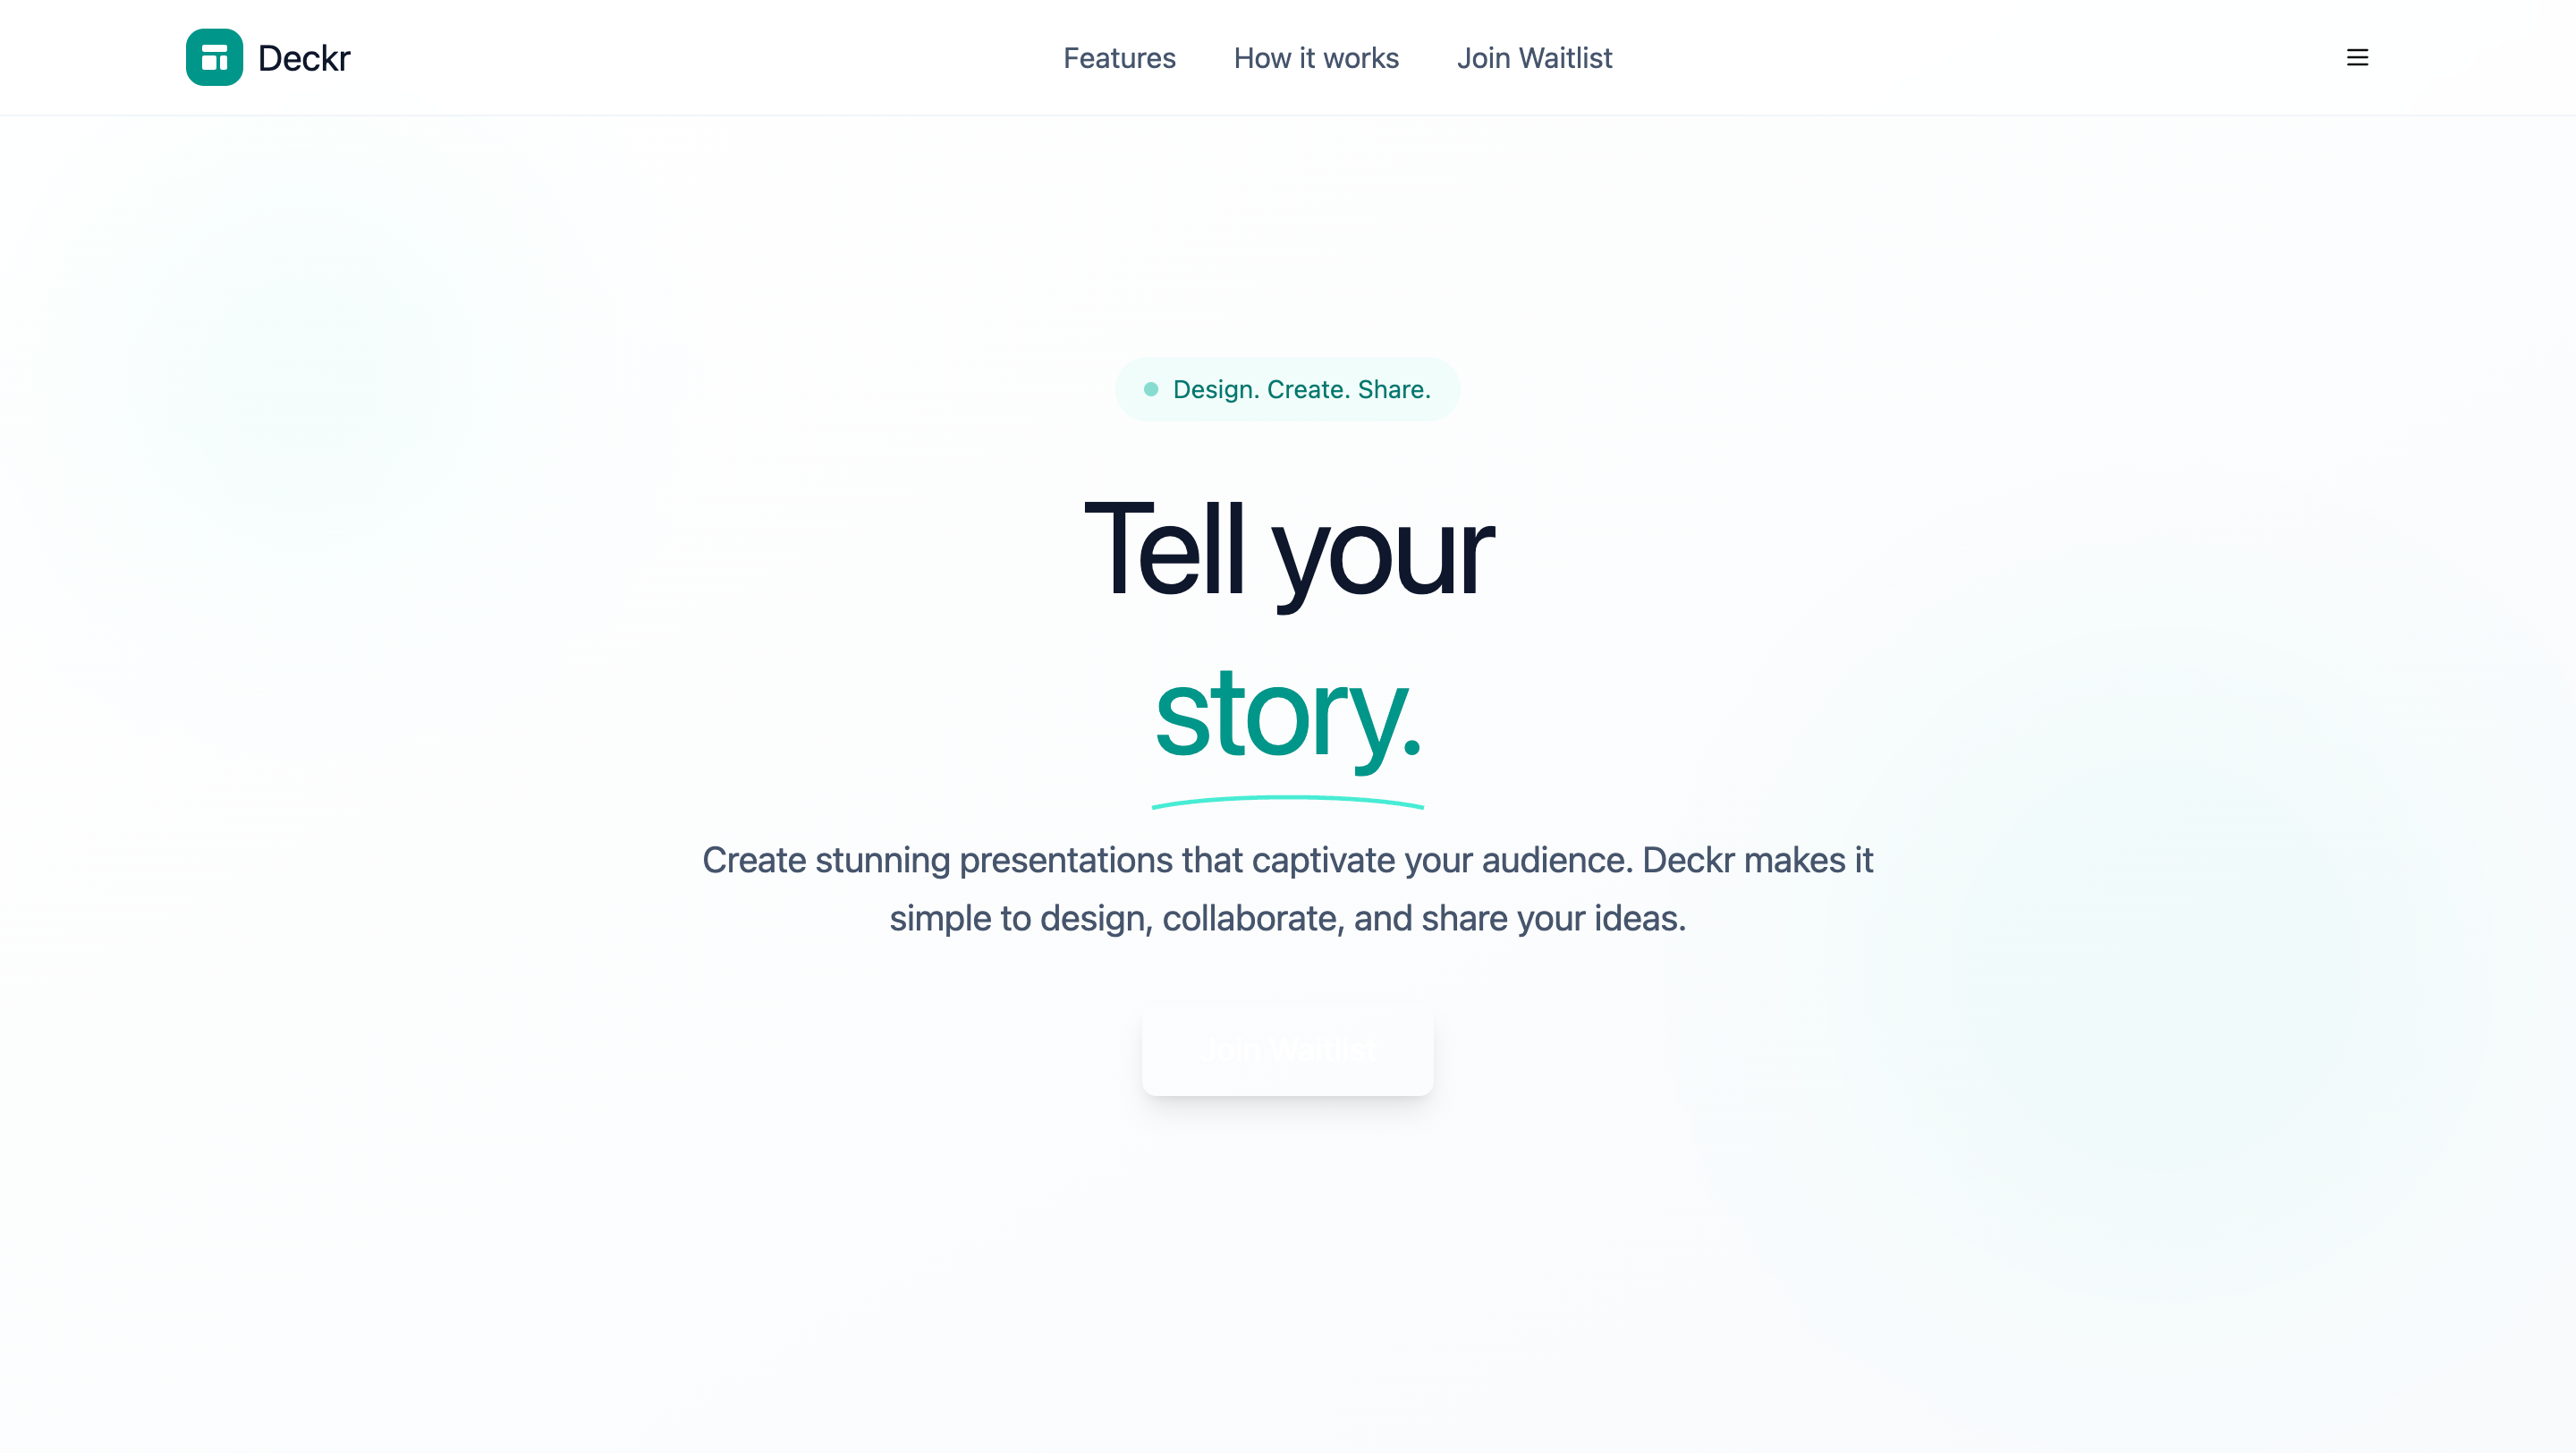 Deckr
Features
How it works
Join Waitlist
Design. Create. Share.
Tell your
story.
Create stunning presentations that captivate your audience. Deckr makes it
simple to design, collaborate, and share your ideas.
Join Waitlist